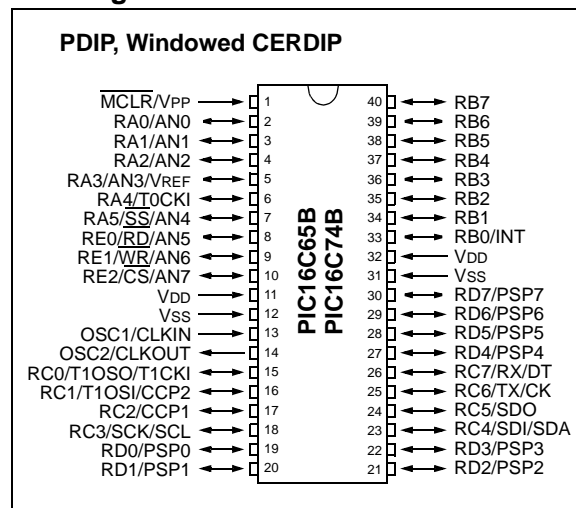 PDIP, Windowed CERDIP
MCLR/VPP 1
RA0/AN0 2
RA1/AN1 3
RA2/AN2 4
RA3/AN3/VREF 5
RA4/T0CKI 6
RA5/SS/AN4 7
RE0/RD/AN5 8
RE1/WR/AN6 9
RE2/CS/AN7 10
VDD 11
VSS 12
OSC1/CLKIN 13
OSC2/CLKOUT 14
RC0/T1OSO/T1CKI 15
RC1/T1OSI/CCP2 16
RC2/CCP1 17
RC3/SCK/SCL 18
RD0/PSP0 19
RD1/PSP1 20
PIC16C65B
PIC16C74B
40 RB7
39 RB6
38 RB5
37 RB4
36 RB3
35 RB2
34 RB1
33 RB0/INT
32 VDD
31 VSS
30 RD7/PSP7
29 RD6/PSP6
28 RD5/PSP5
27 RD4/PSP4
26 RC7/RX/DT
25 RC6/TX/CK
24 RC5/SDO
23 RC4/SDI/SDA
22 RD3/PSP3
21 RD2/PSP2